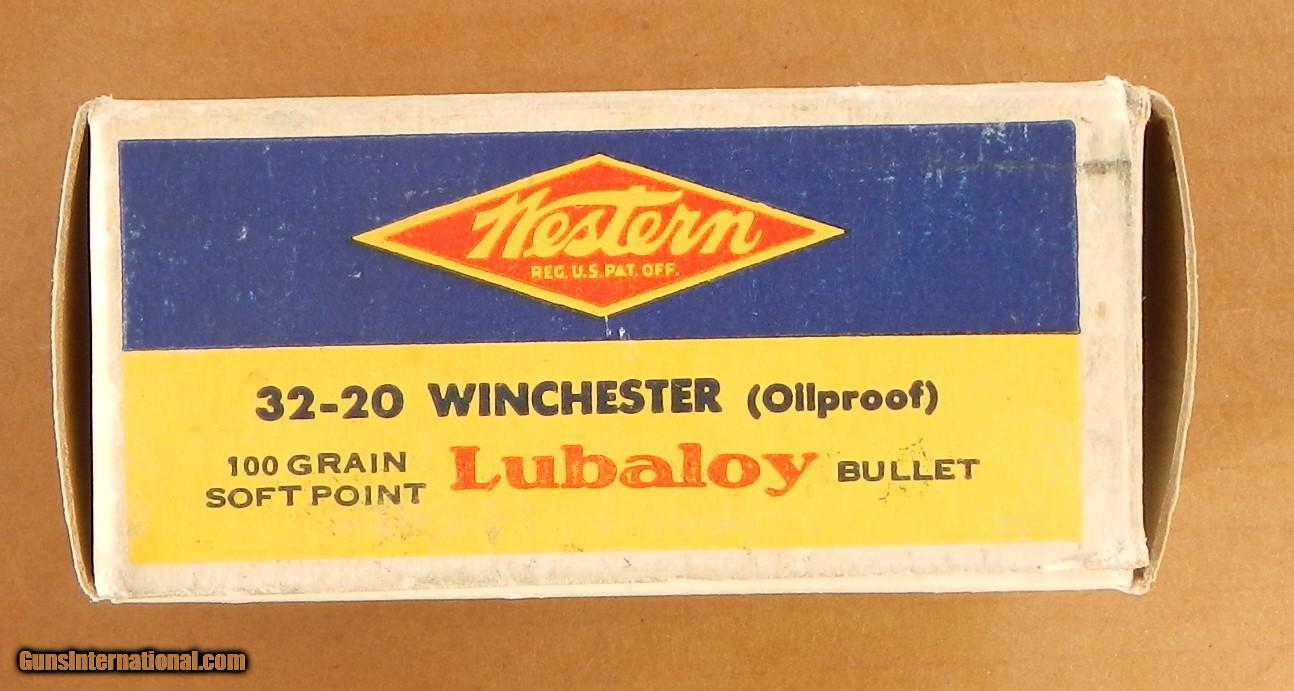 Western
REG. U.S. PAT. OFF.
32-20 WINCHESTER (Oilproof)
100 GRAIN
SOFT POINT
Lubaloy BULLET
GunsInternational.com